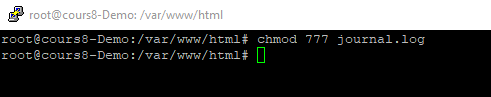 root@cours8-Demo: /var/www/html
root@cours8-Demo:/var/www/html# chmod 777 journal.log
root@cours8-Demo:/var/www/html#